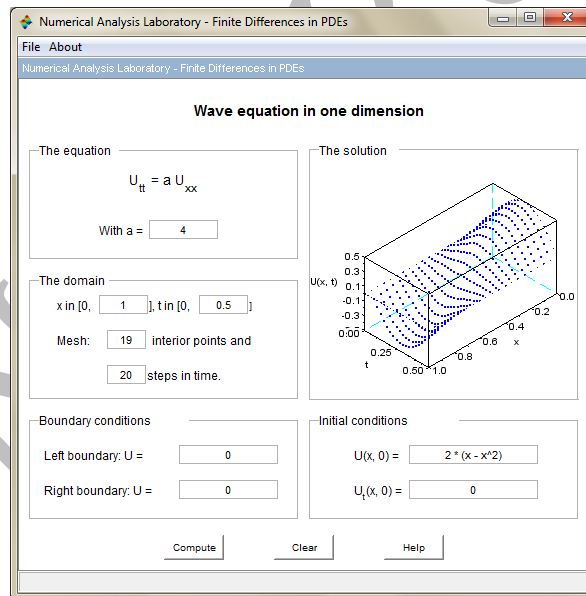 Numerical Analysis Laboratory - Finite Differences in PDEs
File About
Numerical Analysis Laboratory - Finite Differences in PDEs
Wave equation in one dimension
The equation
U_tt = a U_xx
With a = 4
The domain
x in [0, 1 ], t in [0, 0.5 ]
Mesh: 19 interior points and
20 steps in time.
The solution
0.5
0.3
0.1
-0.1
-0.3
0.00
0.25
0.50
U(x, t)
t
1.0
0.8
0.6
0.4
0.2
0.0
x
Boundary conditions
Left boundary: U = 0
Right boundary: U = 0
Initial conditions
U(x, 0) = 2 * (x - x^2)
U_t(x, 0) = 0
Compute Clear Help